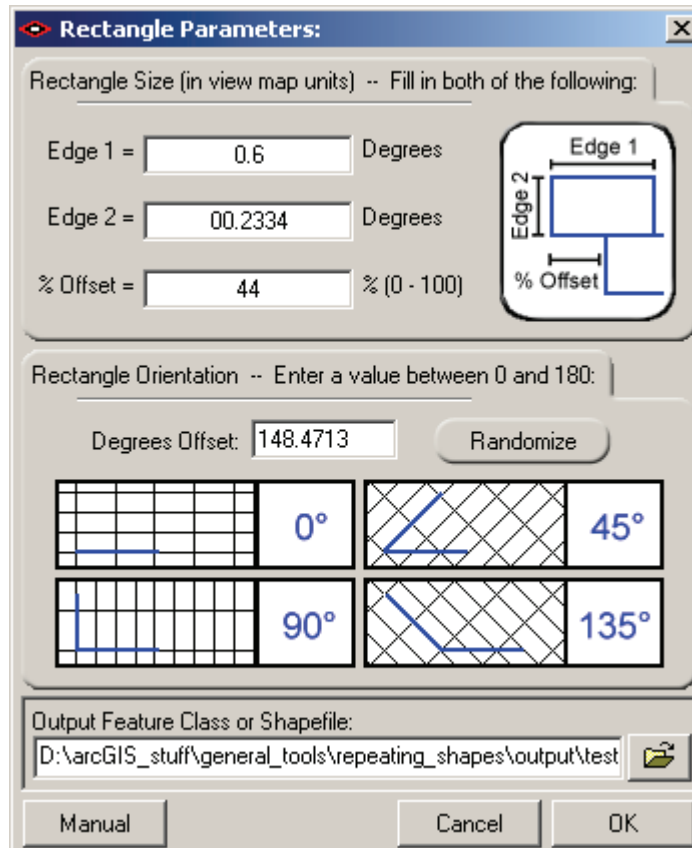 Rectangle Parameters:
Rectangle Size (in view map units) -- Fill in both of the following:
Edge 1 = 0.6 Degrees
Edge 2 = 00.2334 Degrees
% Offset = 44 % (0 - 100)
Edge 1
Edge 2
% Offset
Rectangle Orientation -- Enter a value between 0 and 180:
Degrees Offset: 148.4713 Randomize
0° 45°
90° 135°
Output Feature Class or Shapefile:
D:\arcGIS_stuff\general_tools\repeating_shapes\output\test
Manual Cancel OK